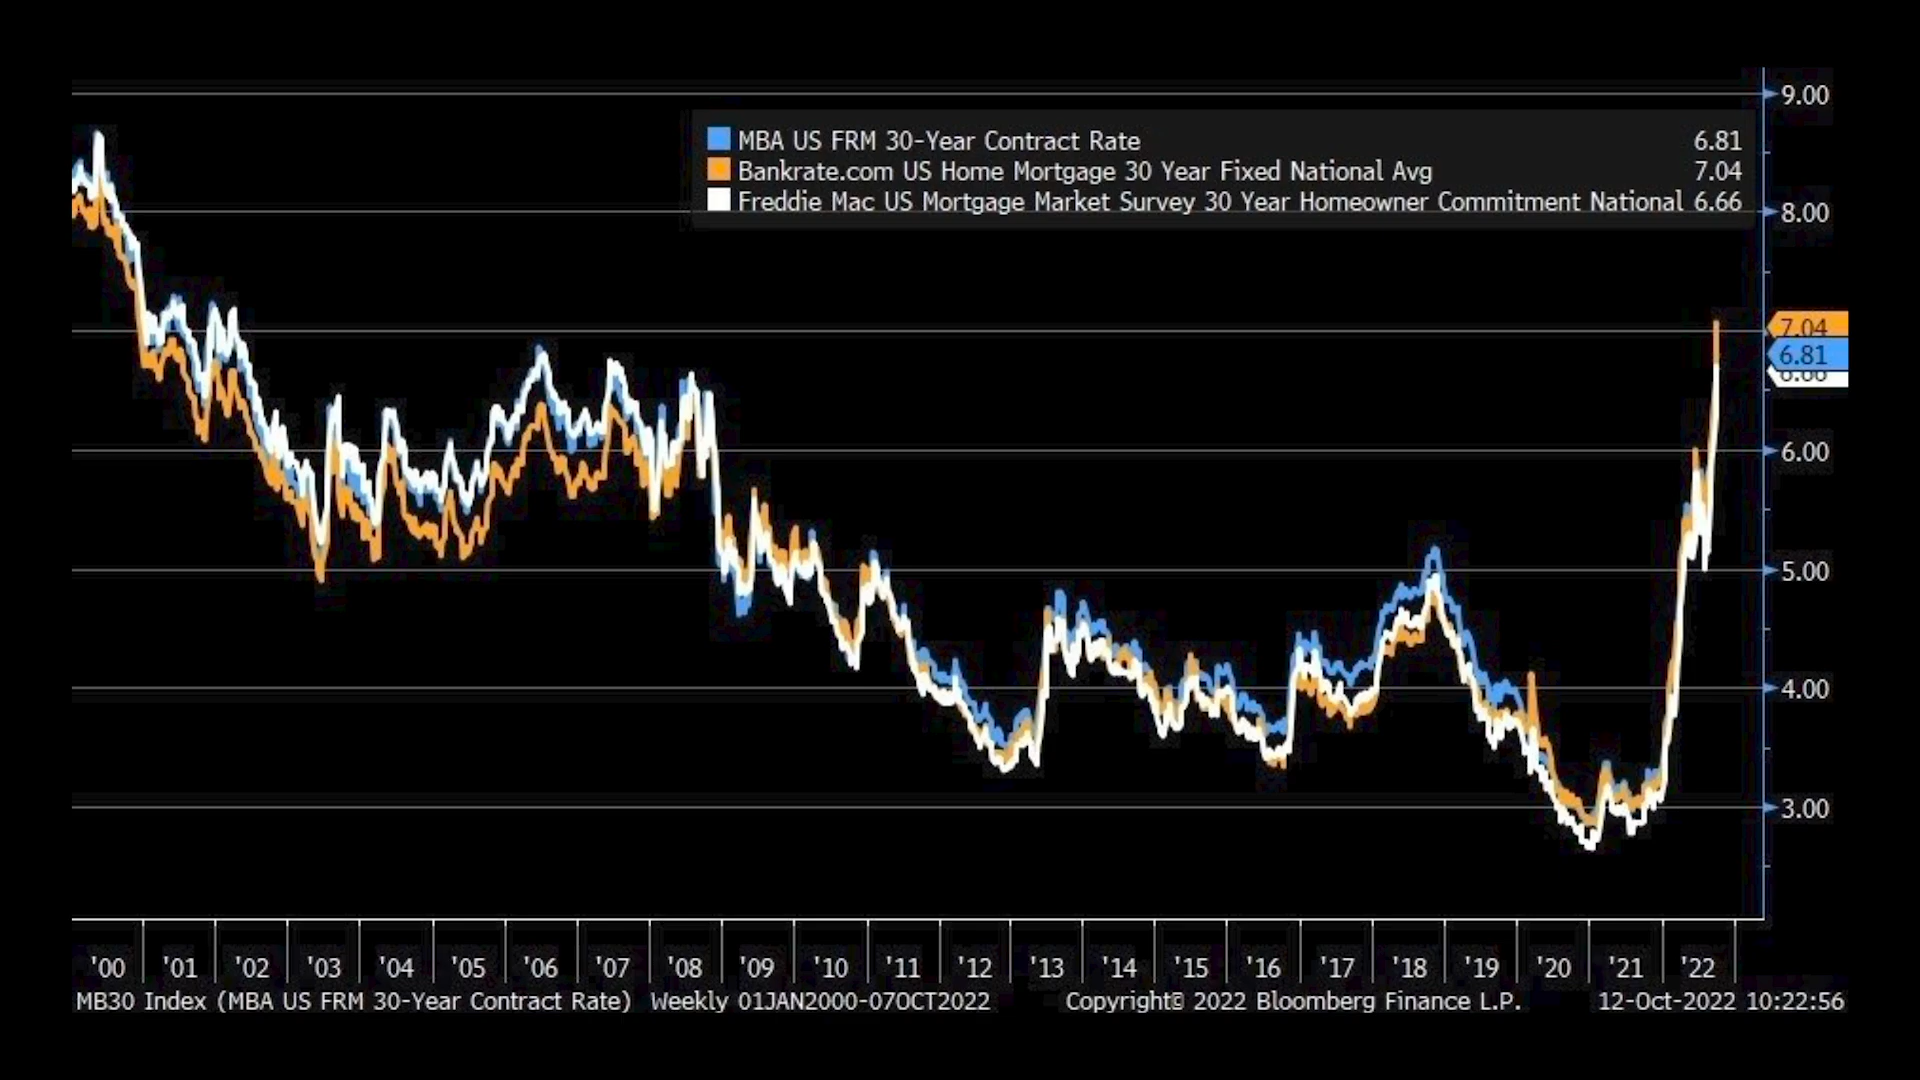 9.00
MBA US FRM 30-Year Contract Rate 6.81
Bankrate.com US Home Mortgage 30 Year Fixed National Avg 7.04
Freddie Mac US Mortgage Market Survey 30 Year Homeowner Commitment National 6.66
8.00
7.04
6.81
6.66
6.00
5.00
4.00
3.00
'00 '01 '02 '03 '04 '05 '06 '07 '08 '09 '10 '11 '12 '13 '14 '15 '16 '17 '18 '19 '20 '21 '22
MB30 Index (MBA US FRM 30-Year Contract Rate) Weekly 01JAN2000-07OCT2022 Copyright© 2022 Bloomberg Finance L.P. 12-Oct-2022 10:22:56